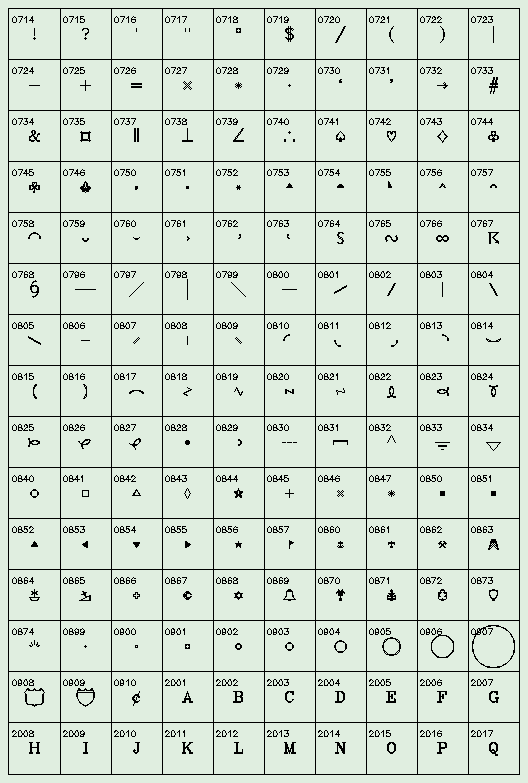 0714 0715 0716 0717 0718 0719 0720 0721 0722 0723
! ? ' " $ / ( ) |
0724 0725 0726 0727 0728 0729 0730 0731 0732 0733
— + = × * · ‘ ’ → #
0734 0735 0737 0738 0739 0740 0741 0742 0743 0744
& ¤ ‖ ⊥ ∠ ∴ ♠ ♡ ♢ ♣
0745 0746 0750 0751 0752 0753 0754 0755 0756 0757
0758 0759 0760 0761 0762 0763 0764 0765 0766 0767
∞
0768 0796 0797 0798 0799 0800 0801 0802 0803 0804
0805 0806 0807 0808 0809 0810 0811 0812 0813 0814
0815 0816 0817 0818 0819 0820 0821 0822 0823 0824
0825 0826 0827 0828 0829 0830 0831 0832 0833 0834
0840 0841 0842 0843 0844 0845 0846 0847 0850 0851
0852 0853 0854 0855 0856 0857 0860 0861 0862 0863
0864 0865 0866 0867 0868 0869 0870 0871 0872 0873
0874 0899 0900 0901 0902 0903 0904 0905 0906 0907
0908 0909 0910 2001 2002 2003 2004 2005 2006 2007
¢ A B C D E F G
2008 2009 2010 2011 2012 2013 2014 2015 2016 2017
H I J K L M N O P Q